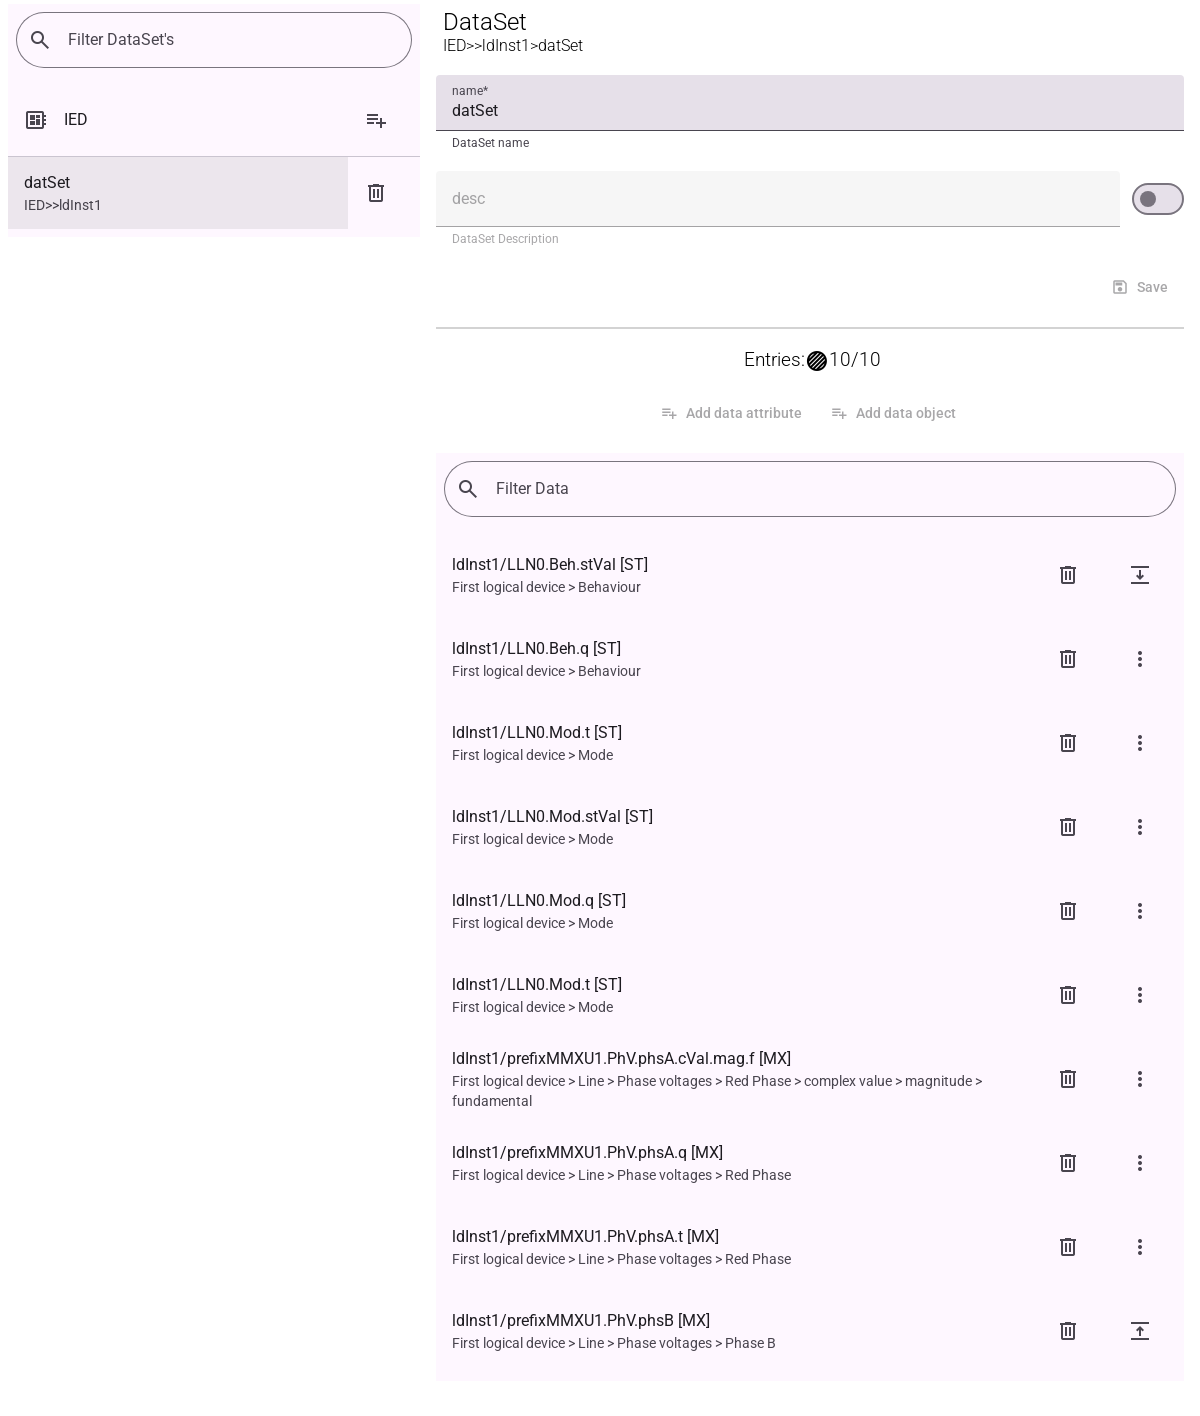 Filter DataSet's
IED
datSet
IED>>ldInst1
DataSet
IED>>ldInst1>datSet
name*
datSet
DataSet name
desc
DataSet Description
Save
Entries: 10/10
Add data attribute
Add data object
Filter Data
ldInst1/LLN0.Beh.stVal [ST]
First logical device > Behaviour
ldInst1/LLN0.Beh.q [ST]
First logical device > Behaviour
ldInst1/LLN0.Mod.t [ST]
First logical device > Mode
ldInst1/LLN0.Mod.stVal [ST]
First logical device > Mode
ldInst1/LLN0.Mod.q [ST]
First logical device > Mode
ldInst1/LLN0.Mod.t [ST]
First logical device > Mode
ldInst1/prefixMMXU1.PhV.phsA.cVal.mag.f [MX]
First logical device > Line > Phase voltages > Red Phase > complex value > magnitude >
fundamental
ldInst1/prefixMMXU1.PhV.phsA.q [MX]
First logical device > Line > Phase voltages > Red Phase
ldInst1/prefixMMXU1.PhV.phsA.t [MX]
First logical device > Line > Phase voltages > Red Phase
ldInst1/prefixMMXU1.PhV.phsB [MX]
First logical device > Line > Phase voltages > Phase B